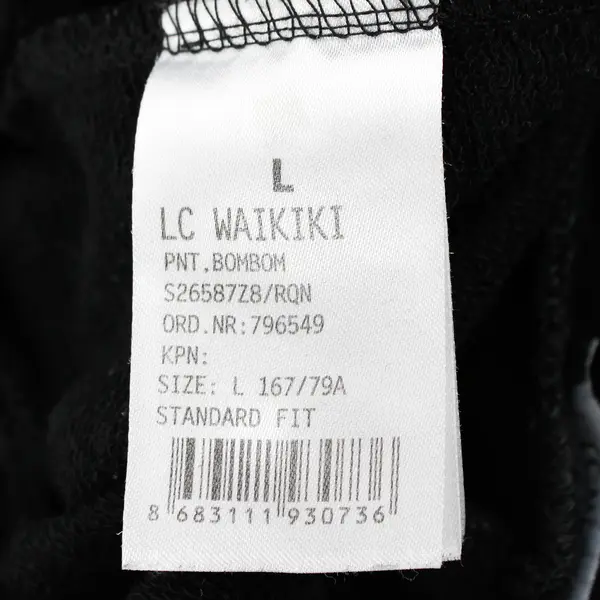 L
LC WAIKIKI
PNT.BOMBOM
S26587Z8/RQN
ORD.NR:796549
KPN:
SIZE: L 167/79A
STANDARD FIT
8 683111 930736